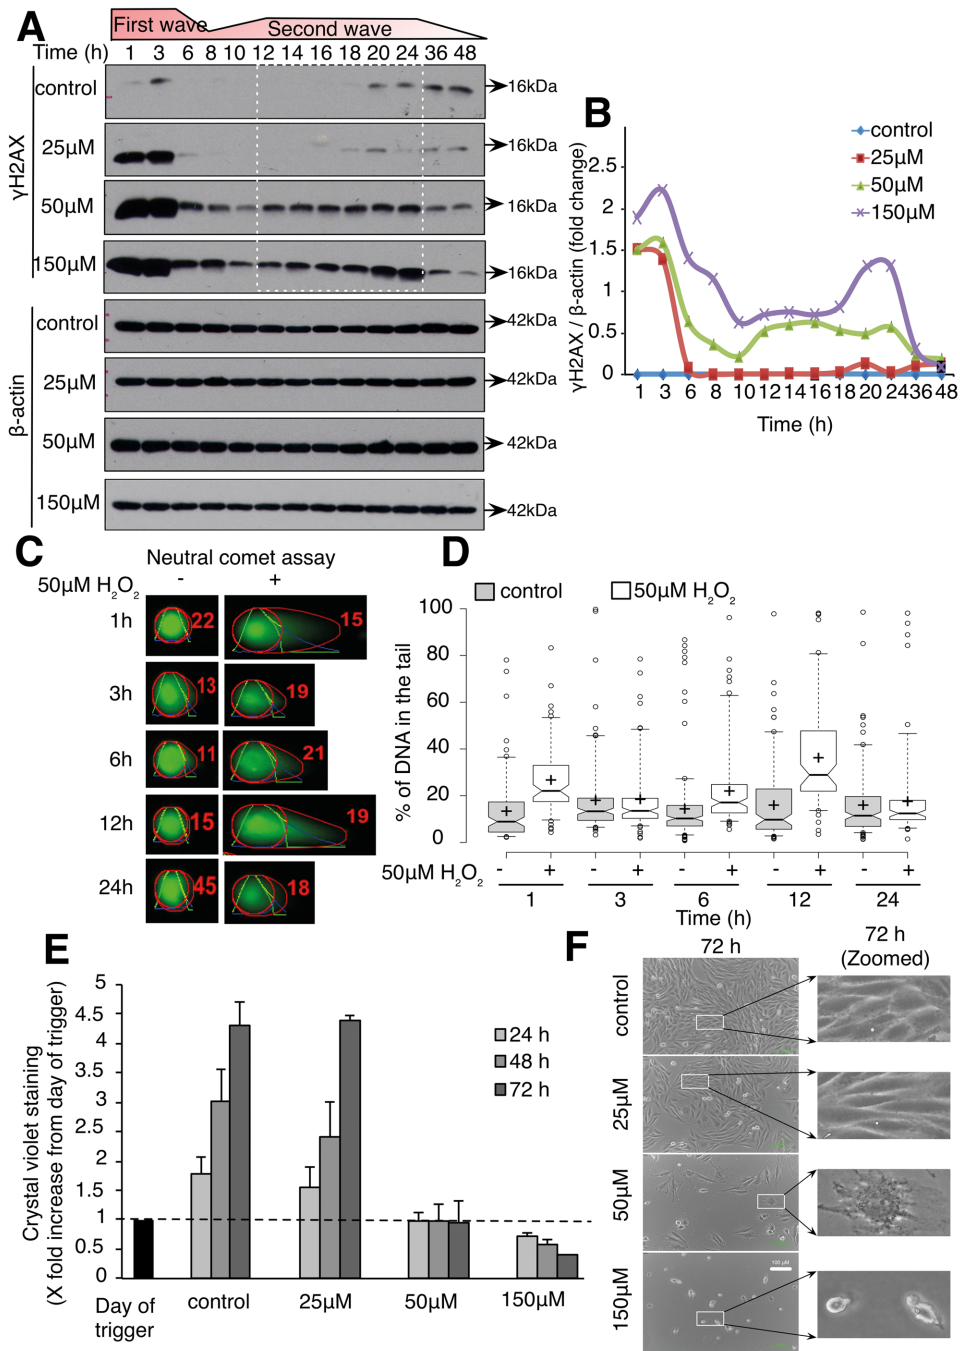 A
First wave
Second wave
Time (h) 1 3 6 8 10 12 14 16 18 20 24 36 48
γH2AX
control
16kDa
25μM
16kDa
50μM
16kDa
150μM
16kDa
β-actin
control
42kDa
25μM
42kDa
50μM
42kDa
150μM
42kDa
B
control
25μM
50μM
150μM
γH2AX / β-actin (fold change)
2.5
2
1.5
1
0.5
0
1 3 6 8 10 12 14 16 18 20 24 36 48
Time (h)
C
Neutral comet assay
50μM H2O2 - +
1h 22 15
3h 13 19
6h 11 21
12h 15 19
24h 45 18
D
control
50μM H2O2
% of DNA in the tail
100
80
60
40
20
0
50μM H2O2 - + - + - + - + - +
1 3 6 12 24
Time (h)
E
Crystal violet staining
(X fold increase from day of trigger)
5
4.5
4
3.5
3
2.5
2
1.5
1
0.5
0
24 h
48 h
72 h
Day of
trigger
control
25μM
50μM
150μM
F
72 h
72 h
(Zoomed)
control
25μM
50μM
150μM
100 μM